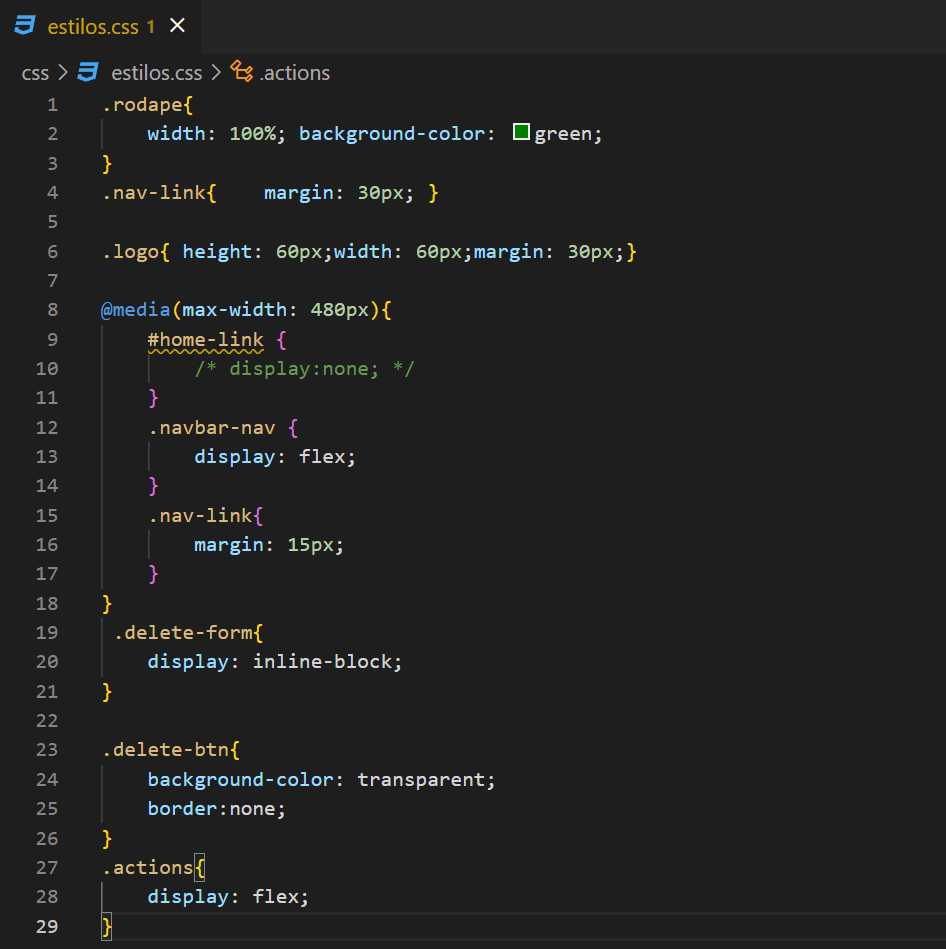 estilos.css 1
css > estilos.css > .actions
1 .rodape{
2     width: 100%; background-color: green;
3 }
4 .nav-link{    margin: 30px; }
5
6 .logo{ height: 60px;width: 60px;margin: 30px;}
7
8 @media(max-width: 480px){
9     #home-link {
10         /* display:none; */
11     }
12     .navbar-nav {
13         display: flex;
14     }
15     .nav-link{
16         margin: 15px;
17     }
18 }
19  .delete-form{
20     display: inline-block;
21 }
22
23 .delete-btn{
24     background-color: transparent;
25     border:none;
26 }
27 .actions{
28     display: flex;
29 }